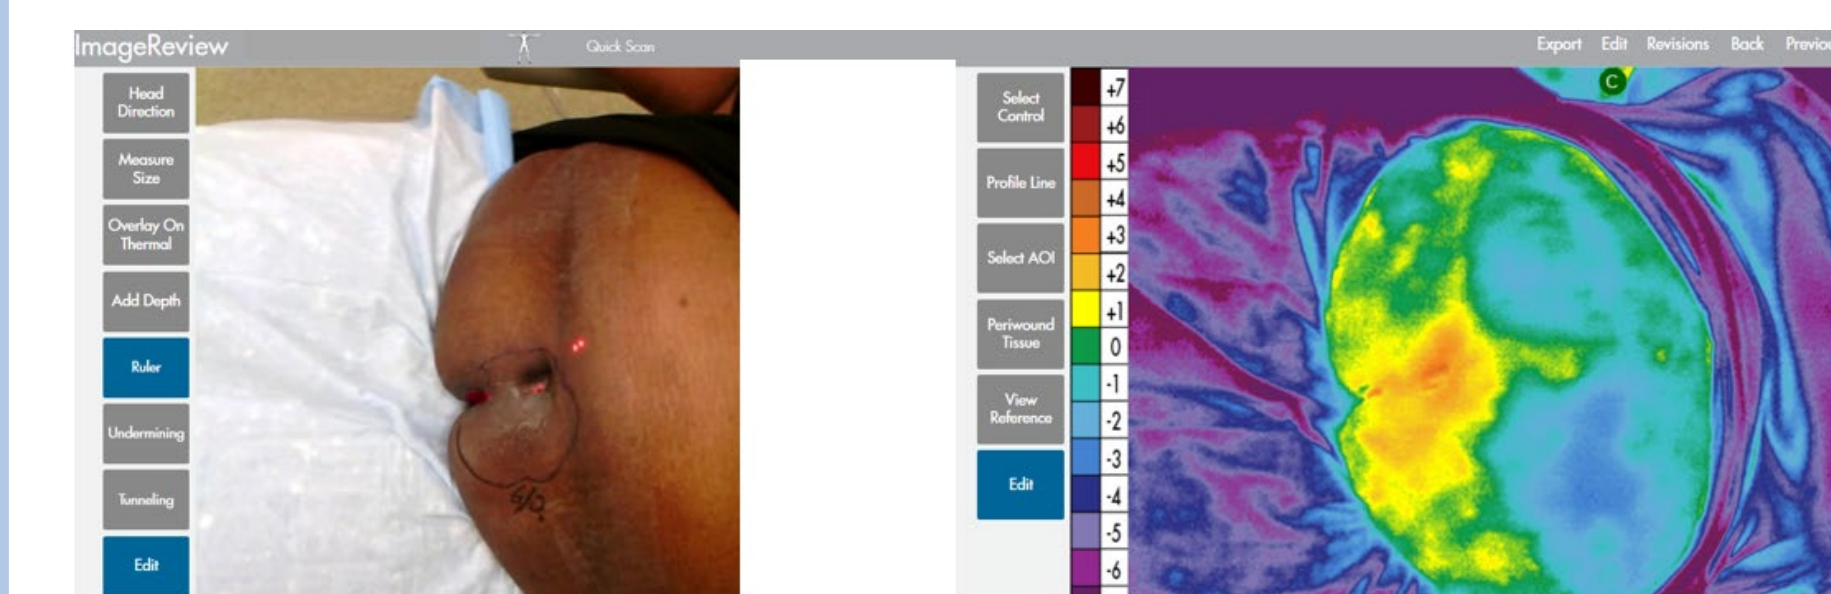 ImageReview
Quick Scan
Export Edit Revisions Back
Head
Direction
Measure
Size
Overlay On
Thermal
Add Depth
Ruler
Undermining
Tunneling
Edit
Select
Control
Profile Line
Select AOI
Periwound
Tissue
View
Reference
Edit
+7
+6
+5
+4
+3
+2
+1
0
-1
-2
-3
-4
-5
-6
C